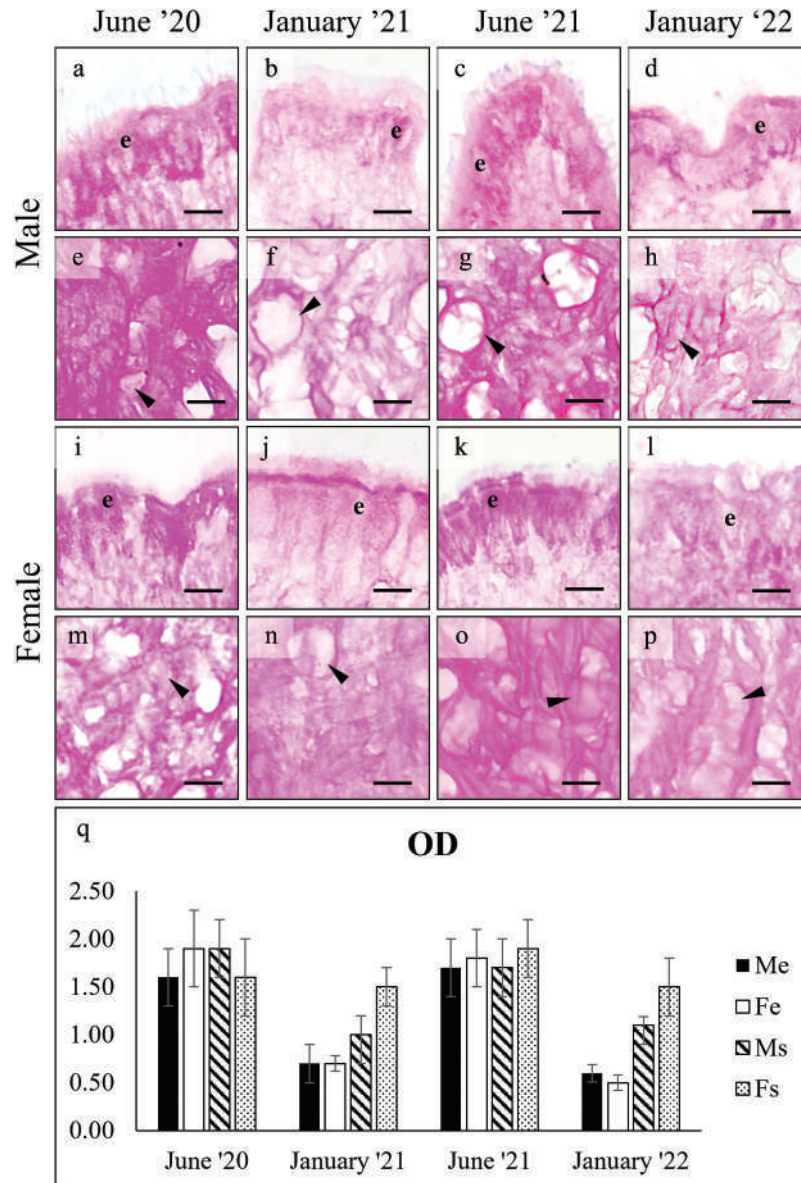 June '20 January '21 June '21 January ‘22
Male
a b c d
e e e e
e f g h
Female
i j k l
e e e e
m n o p
q
OD
2.50
2.00
1.50
1.00
0.50
0.00
June '20 January '21 June '21 January '22
Me
Fe
Ms
Fs